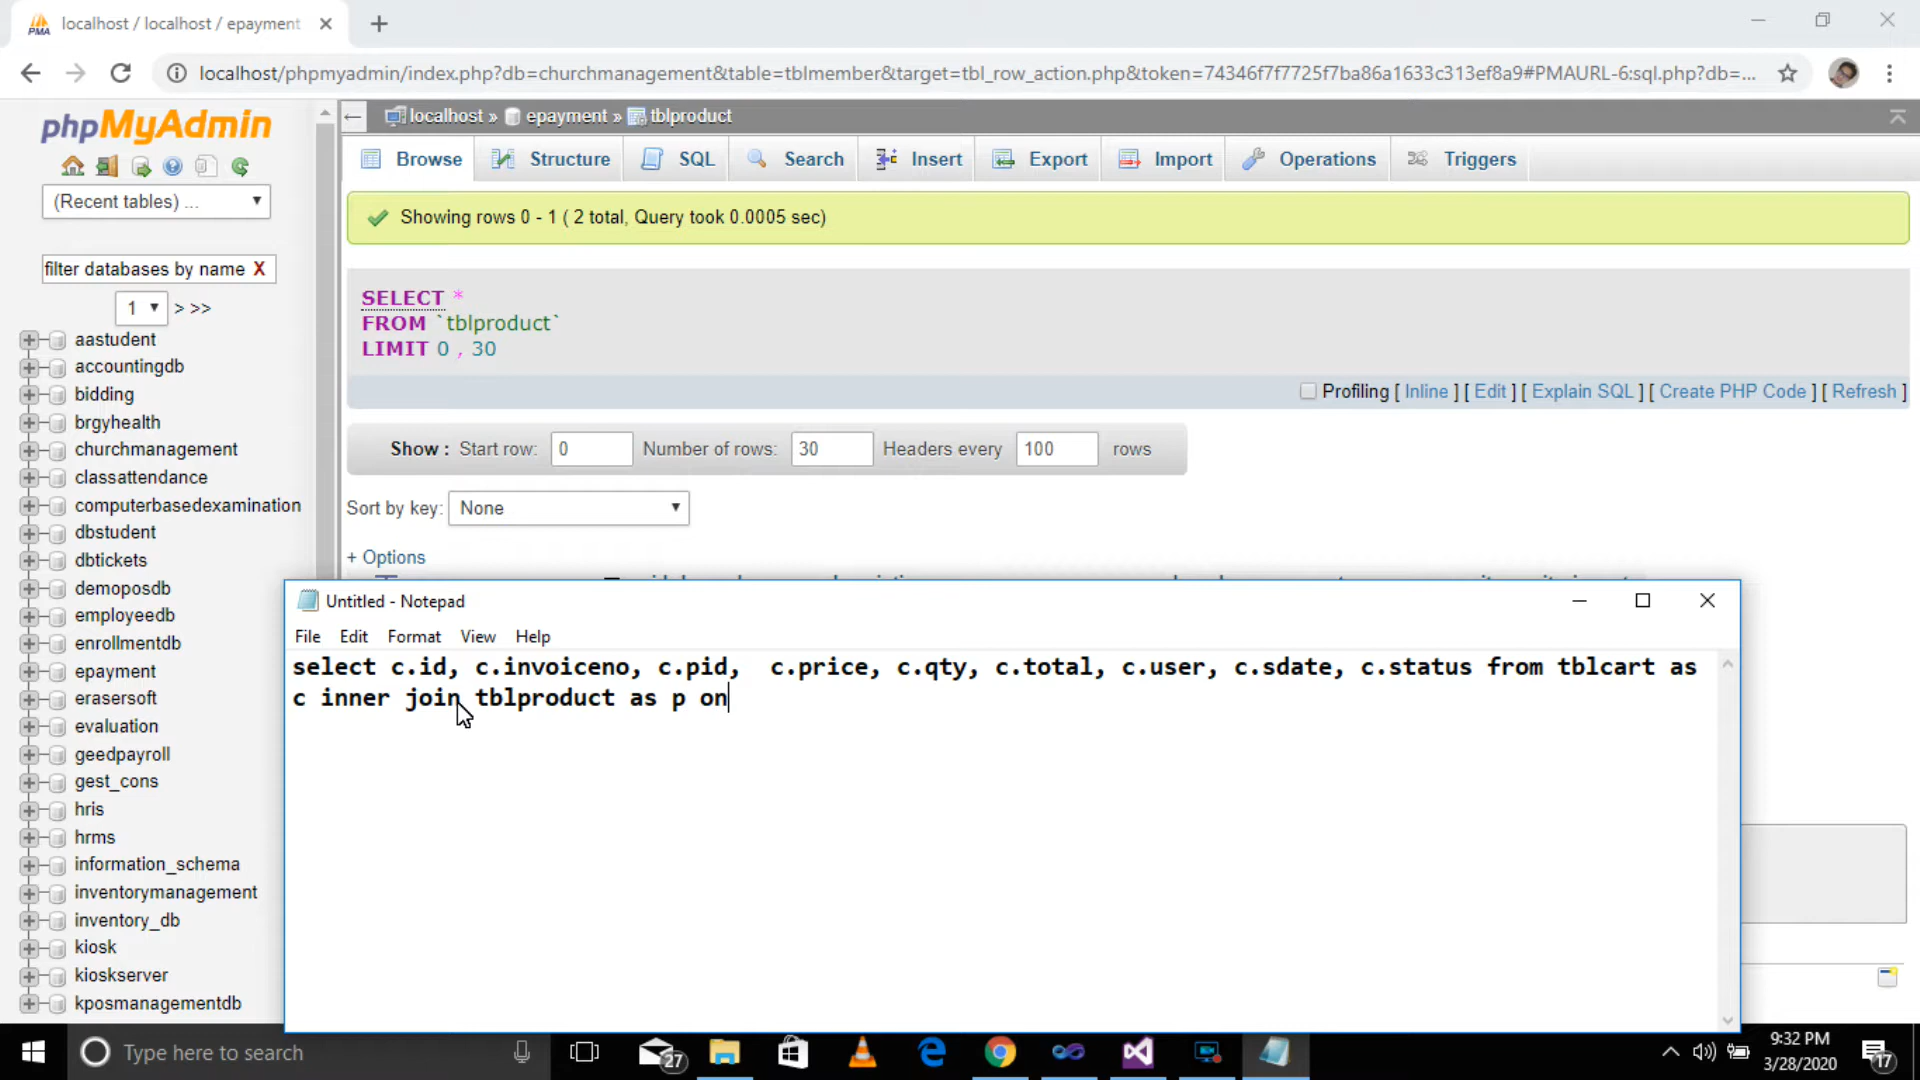 localhost / localhost / epayment
localhost/phpmyadmin/index.php?db=churchmanagement&table=tblmember&target=tbl_row_action.php&token=74346f7f7725f7ba86a1633c313ef8a9#PMAURL-6:sql.php?db=...
phpMyAdmin
(Recent tables) ...
filter databases by name X
1 > >>
aastudent
accountingdb
bidding
brgyhealth
churchmanagement
classattendance
computerbasedexamination
dbstudent
dbtickets
demoposdb
employeedb
enrollmentdb
epayment
erasersoft
evaluation
geedpayroll
gest_cons
hris
hrms
information_schema
inventorymanagement
inventory_db
kiosk
kioskserver
kposmanagementdb
localhost » epayment » tblproduct
Browse Structure SQL Search Insert Export Import Operations Triggers
Showing rows 0 - 1 ( 2 total, Query took 0.0005 sec)
SELECT *
FROM `tblproduct`
LIMIT 0 , 30
Profiling [ Inline ] [ Edit ] [ Explain SQL ] [ Create PHP Code ] [ Refresh ]
Show : Start row: 0 Number of rows: 30 Headers every 100 rows
Sort by key: None
+ Options
Untitled - Notepad
File Edit Format View Help
select c.id, c.invoiceno, c.pid,  c.price, c.qty, c.total, c.user, c.sdate, c.status from tblcart as
c inner join tblproduct as p on
Type here to search
27
9:32 PM
3/28/2020
17